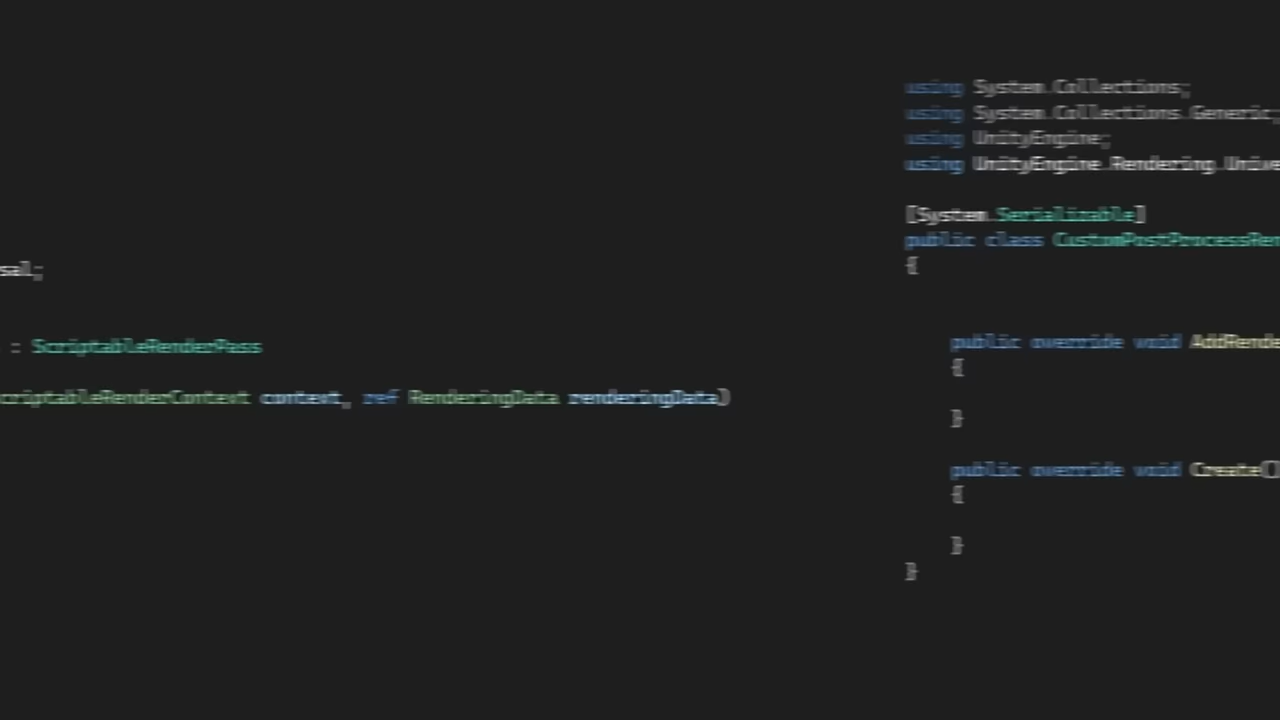 sal;
: ScriptableRenderPass
criptableRenderContext context, ref RenderingData renderingData)
using System.Collections;
using System.Collections.Generic;
using UnityEngine;
using UnityEngine.Rendering.Unive
[System.Serializable]
public class CustomPostProcessRen
{
public override void AddRende
{
}
public override void Create()
{
}
}